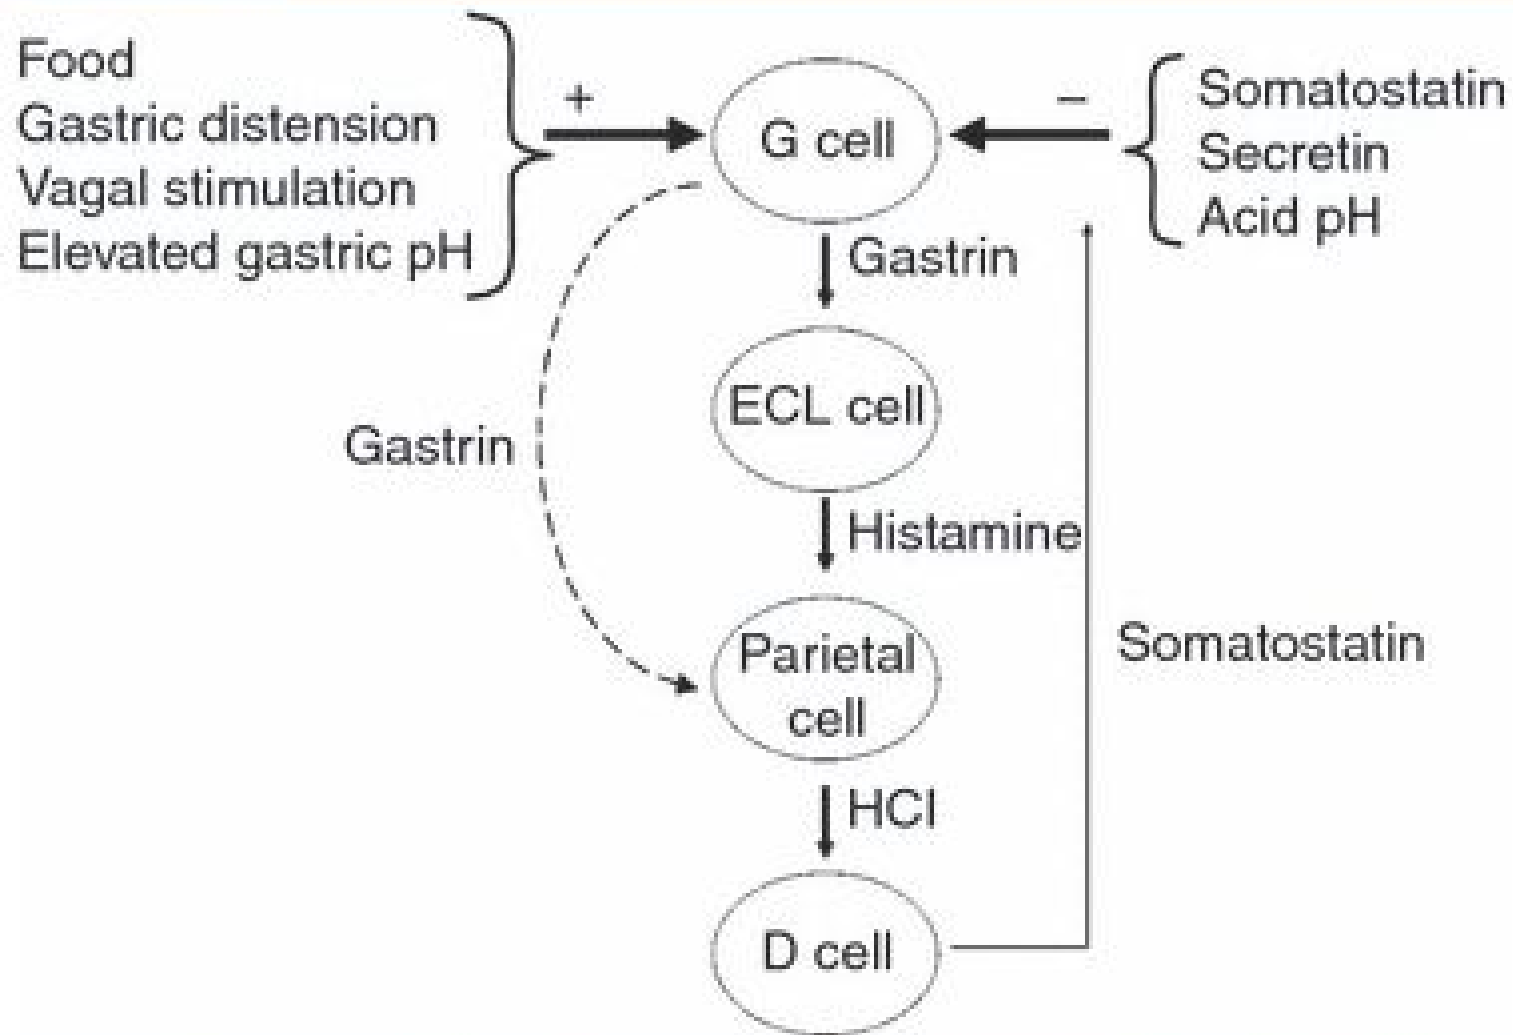 Food
Gastric distension
Vagal stimulation
Elevated gastric pH
+
G cell
−
Somatostatin
Secretin
Acid pH
Gastrin
ECL cell
Gastrin
Histamine
Parietal
cell
Somatostatin
HCl
D cell